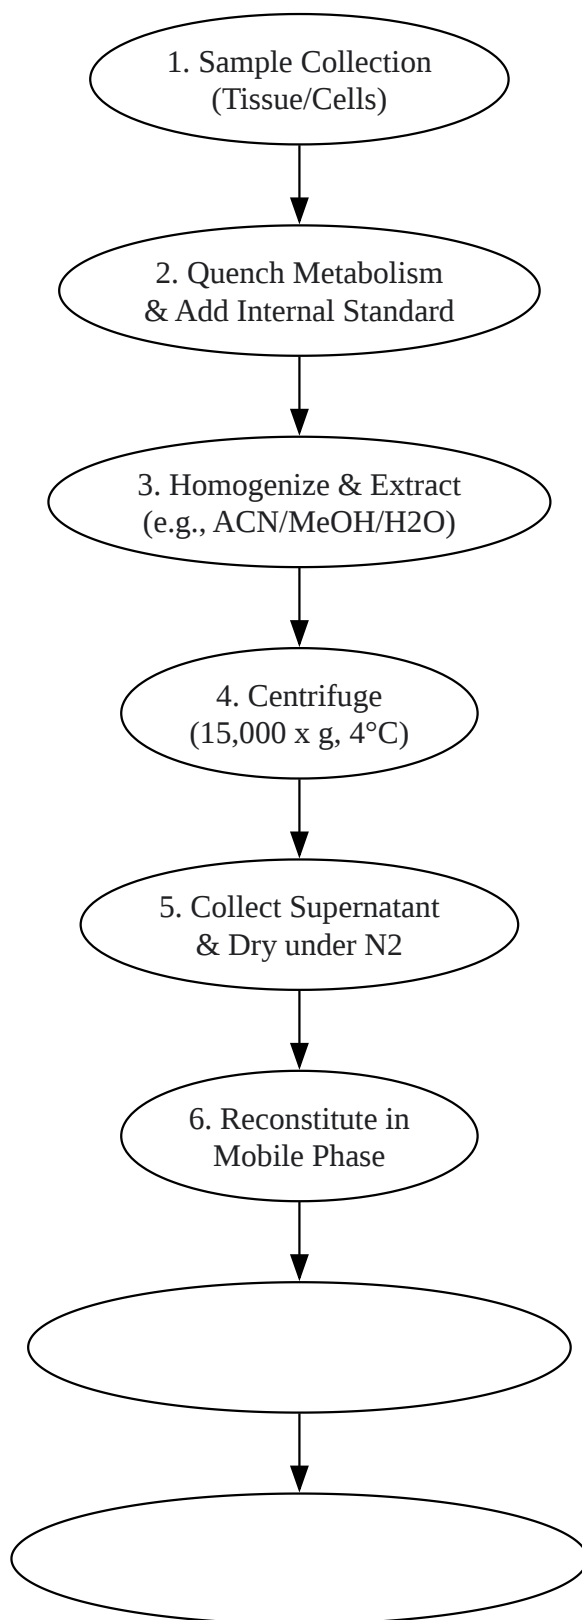 1. Sample Collection
(Tissue/Cells)
2. Quench Metabolism
& Add Internal Standard
3. Homogenize & Extract
(e.g., ACN/MeOH/H2O)
4. Centrifuge
(15,000 x g, 4°C)
5. Collect Supernatant
& Dry under N2
6. Reconstitute in
Mobile Phase